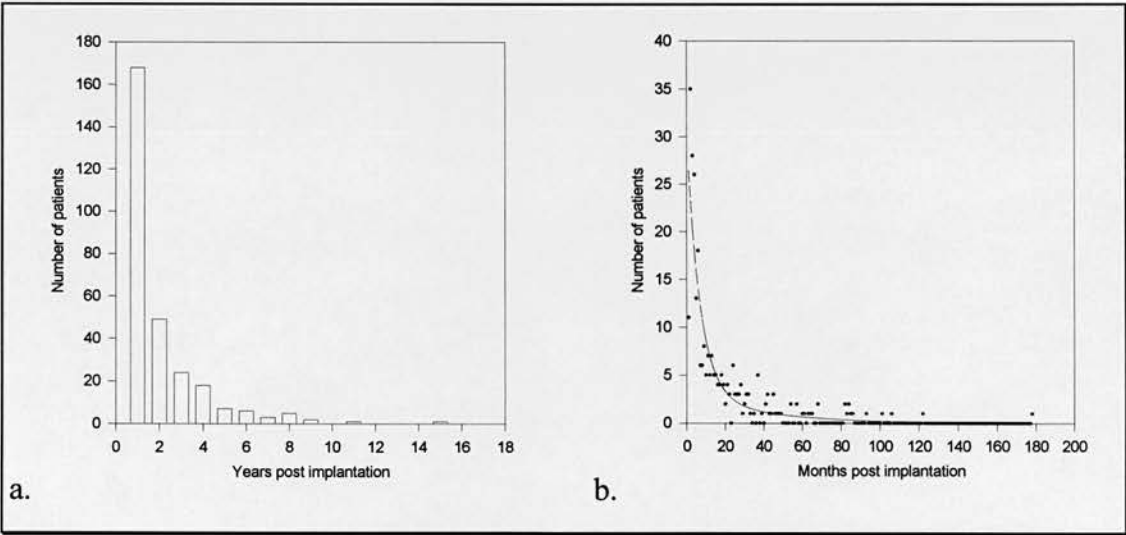 180
160
140
120
100
80
60
40
20
0
Number of patients
0 2 4 6 8 10 12 14 16 18
Years post implantation
a.
40
35
30
25
20
15
10
5
0
Number of patients
0 20 40 60 80 100 120 140 160 180 200
Months post implantation
b.